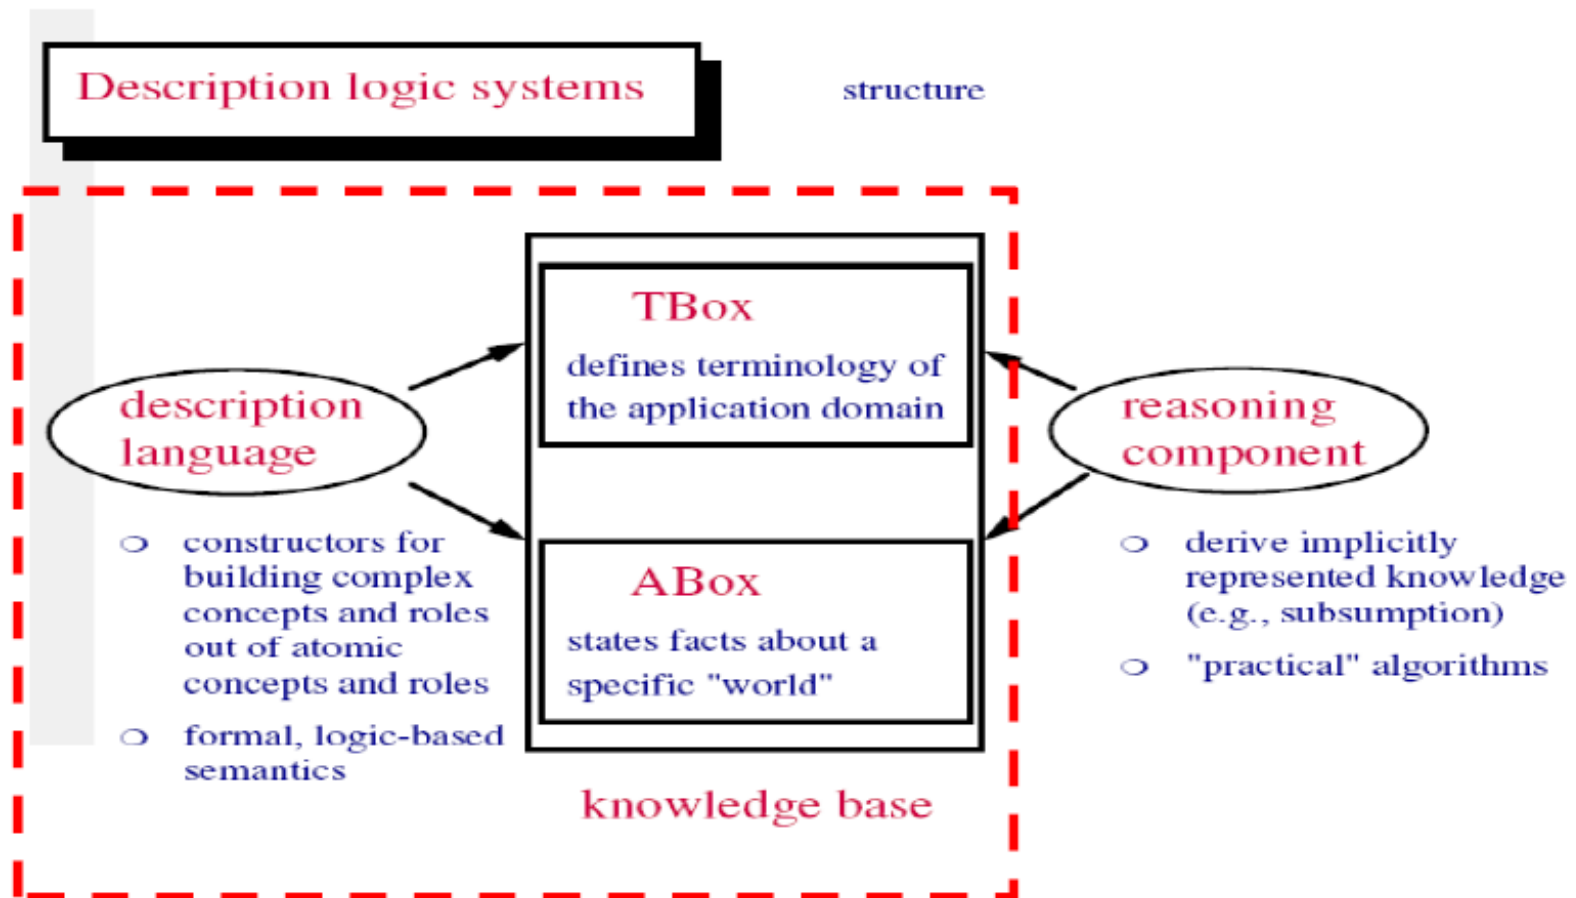 Description logic systems
structure
TBox
defines terminology of
the application domain
description
language
reasoning
component
constructors for
building complex
concepts and roles
out of atomic
concepts and roles
formal, logic-based
semantics
ABox
states facts about a
specific "world"
derive implicitly
represented knowledge
(e.g., subsumption)
"practical" algorithms
knowledge base